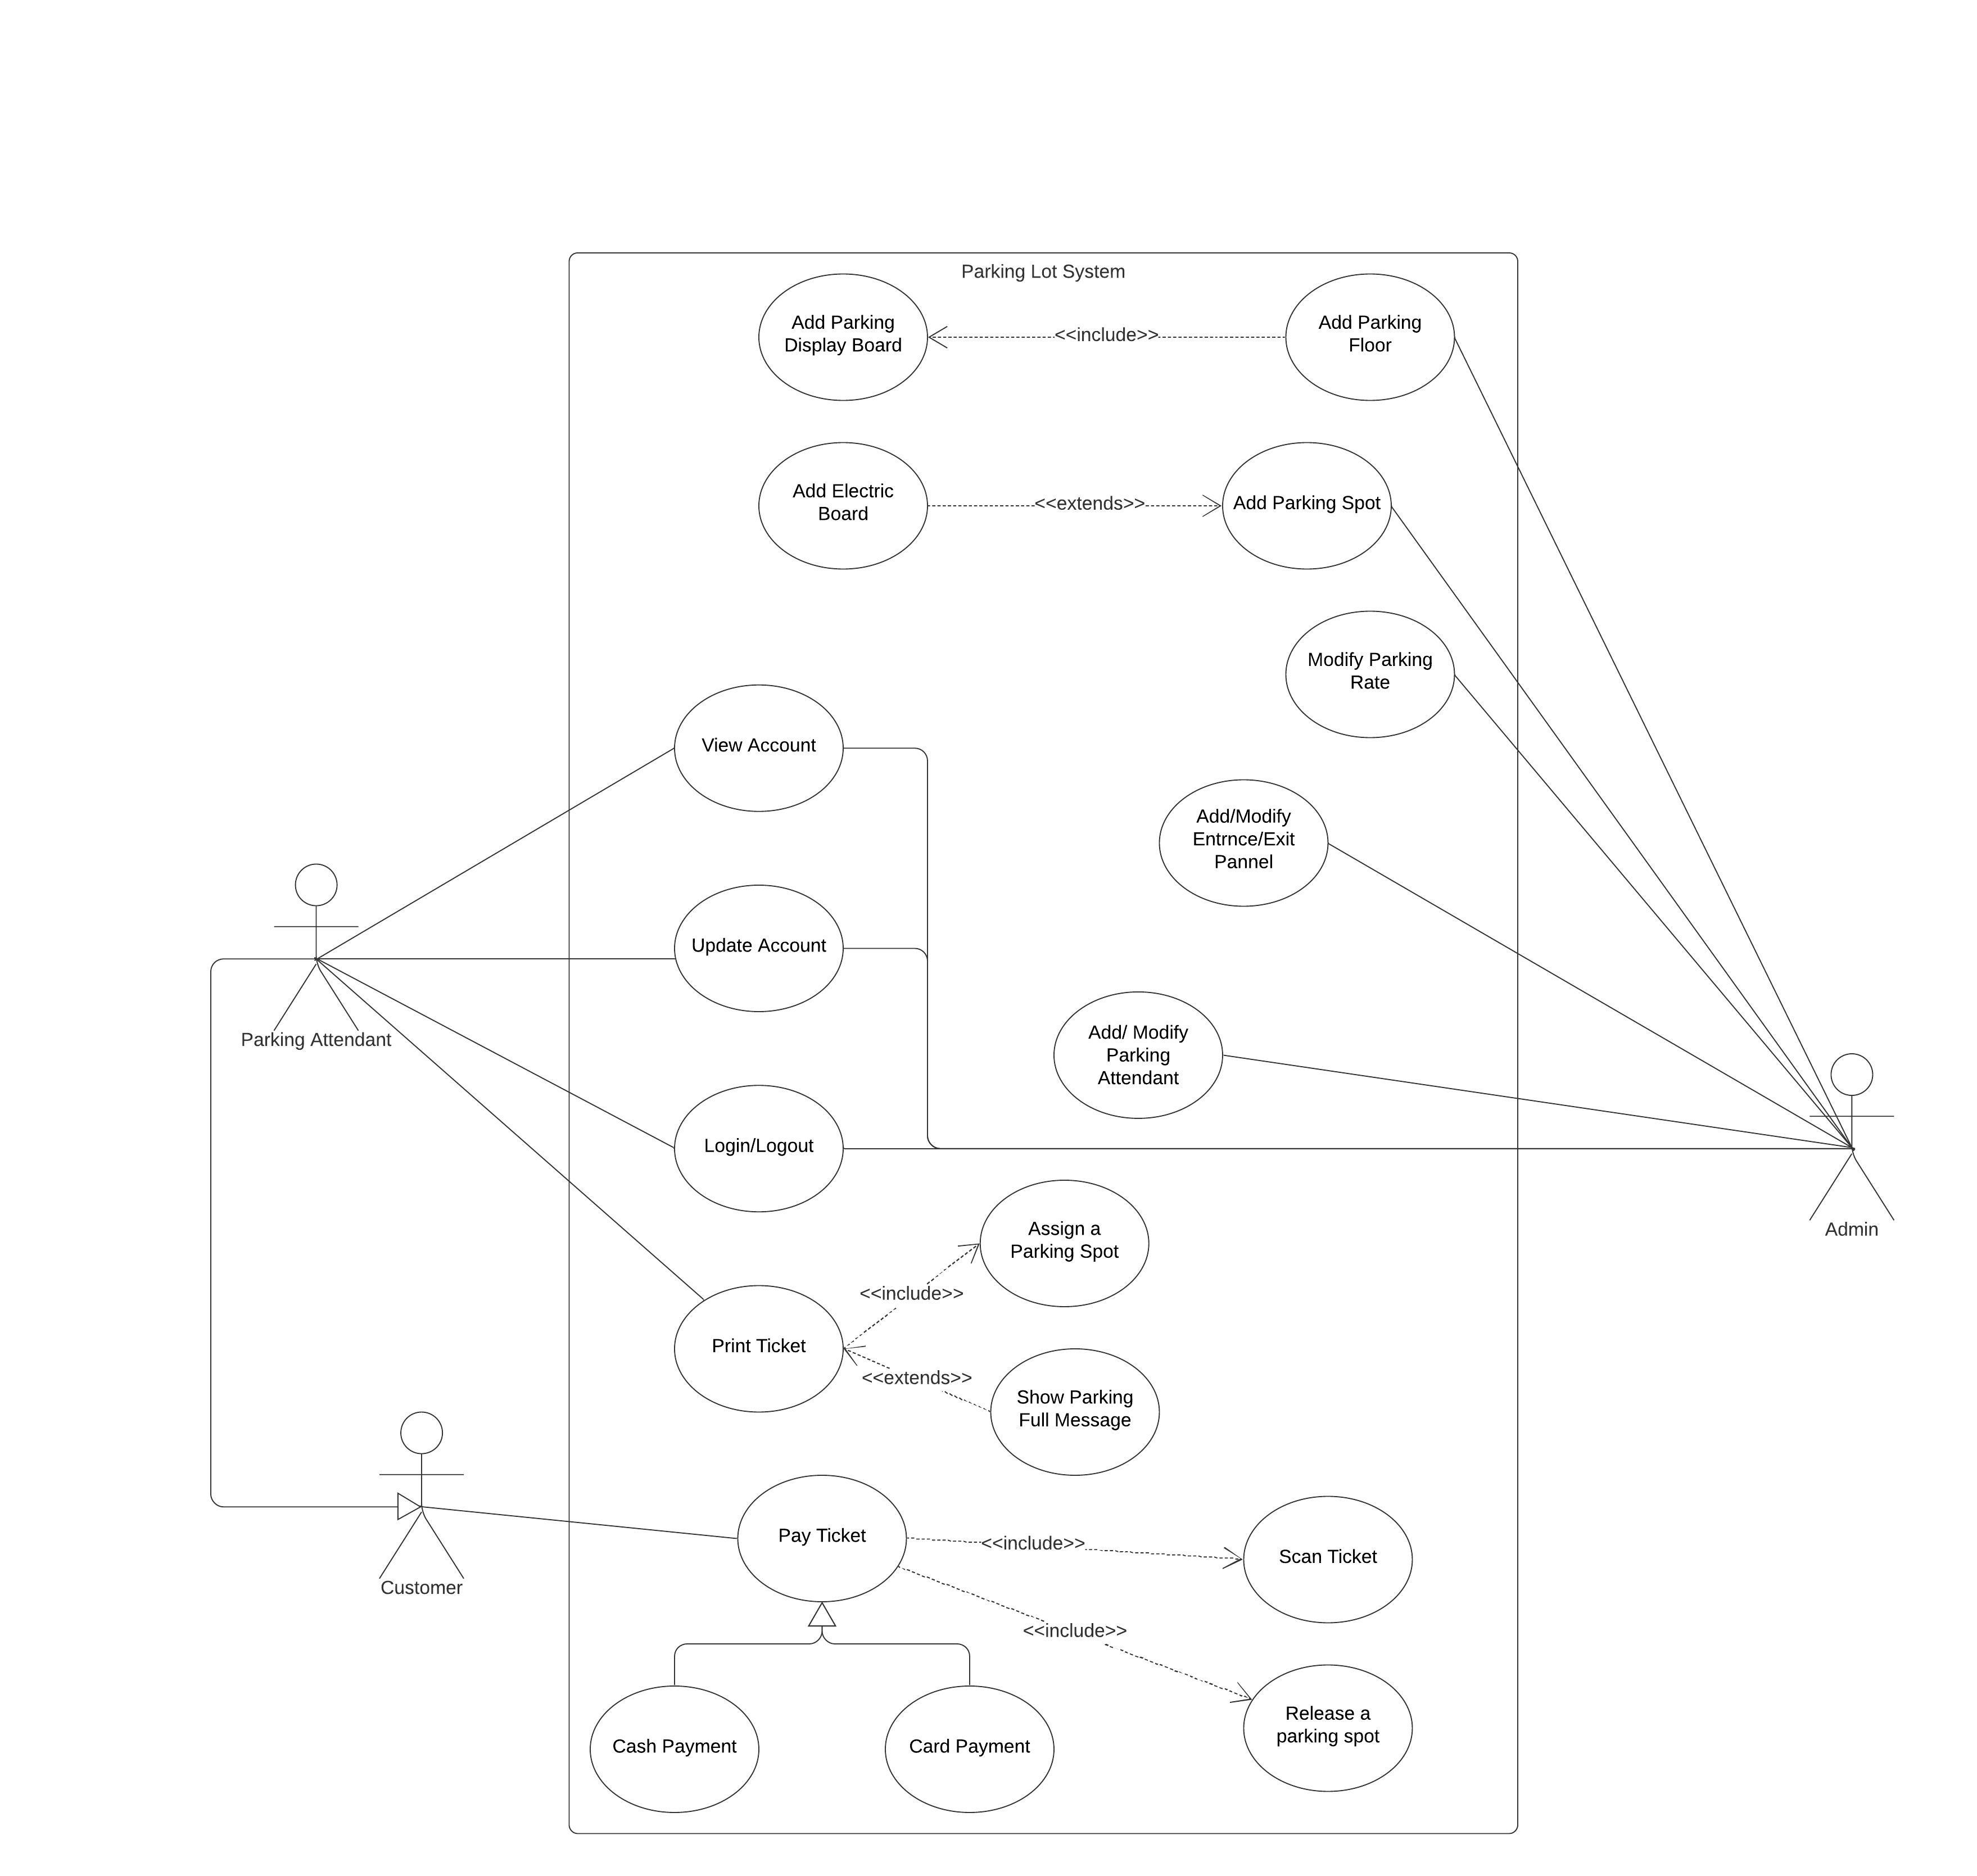 Parking Lot System
Add Parking
Display Board
<<include>>
Add Parking
Floor
Add Electric
Board
<<extends>>
Add Parking Spot
Modify Parking
Rate
View Account
Add/Modify
Entrnce/Exit
Pannel
Update Account
Parking Attendant
Add/ Modify
Parking
Attendant
Login/Logout
Admin
Assign a
Parking Spot
<<include>>
Print Ticket
<<extends>>
Show Parking
Full Message
Customer
Pay Ticket
<<include>>
Scan Ticket
<<include>>
Release a
parking spot
Cash Payment
Card Payment